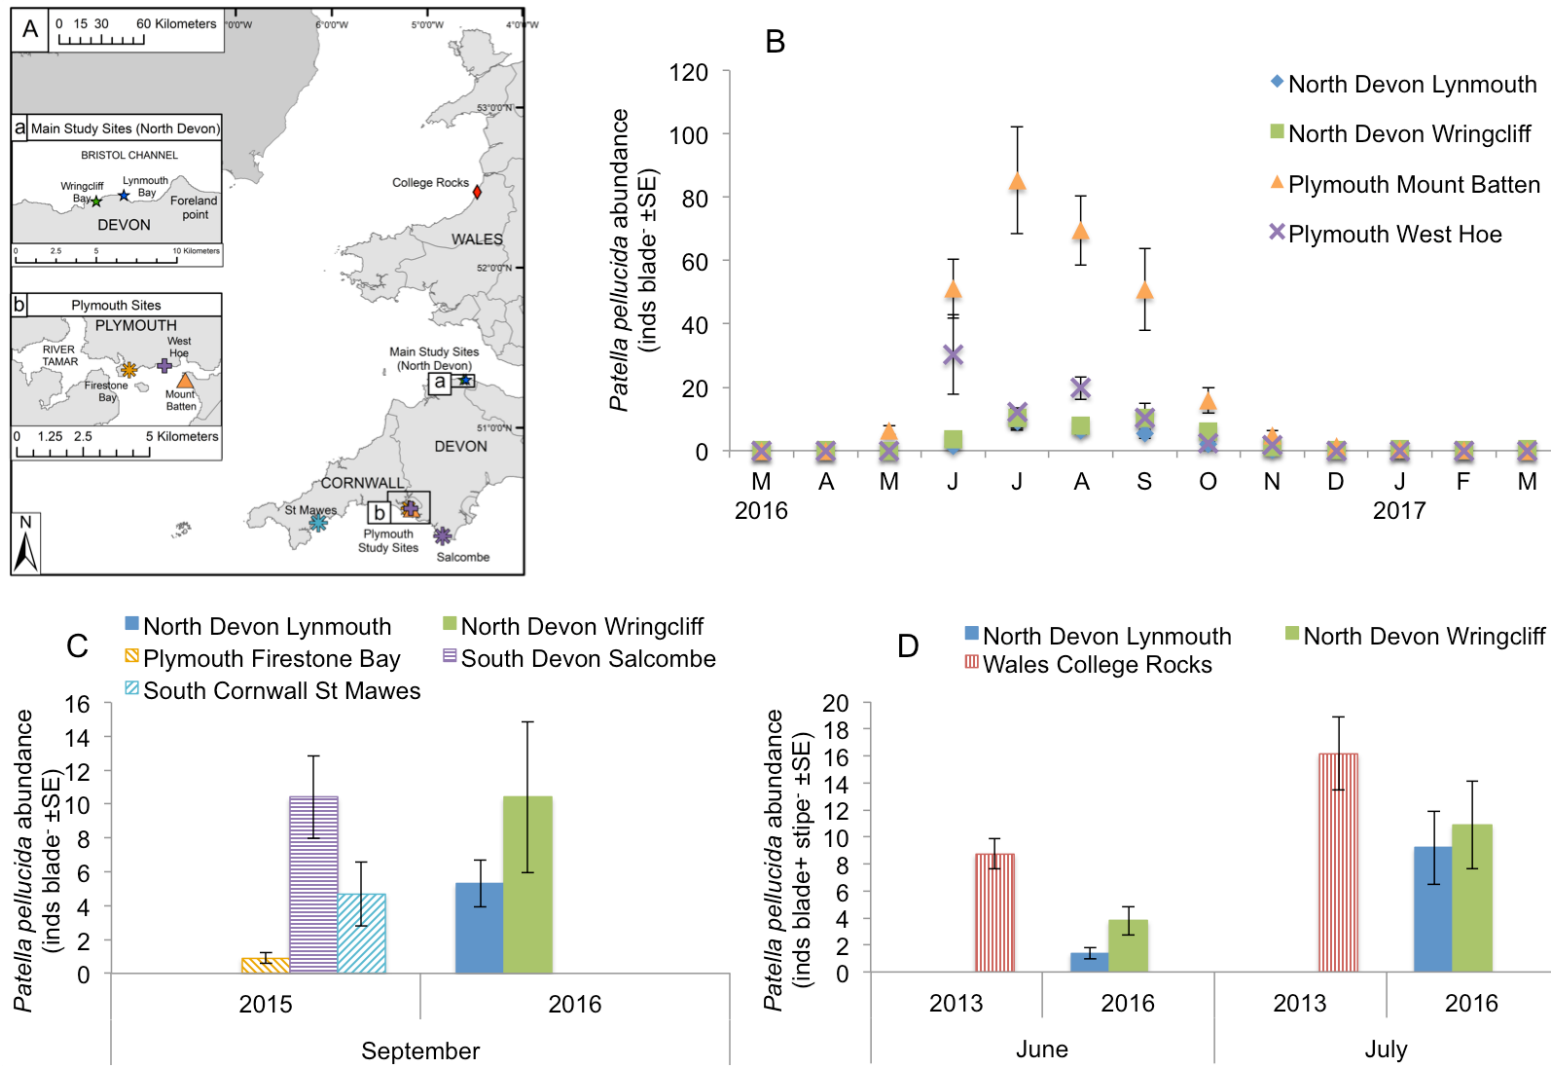 A
0 15 30 60 Kilometers
0°0'W 6°0'0"W 5°0'0"W 4°0'0"W
a Main Study Sites (North Devon)
BRISTOL CHANNEL
Wringcliff
Bay
Lynmouth
Bay
Foreland
point
DEVON
0 2.5 5 10 Kilometers
b Plymouth Sites
PLYMOUTH
RIVER
TAMAR
West
Hoe
Firestone
Bay
Mount
Batten
0 1.25 2.5 5 Kilometers
N
53°0'0"N
College Rocks
WALES
52°0'0"N
Main Study Sites
(North Devon)
a
51°0'0"N
DEVON
CORNWALL
St Mawes
b
Plymouth
Study Sites
Salcombe
B
Patella pellucida abundance
(inds blade⁻ ±SE)
120
100
80
60
40
20
0
M A M J J A S O N D J F M
2016 2017
North Devon Lynmouth
North Devon Wringcliff
Plymouth Mount Batten
Plymouth West Hoe
C
North Devon Lynmouth North Devon Wringcliff
Plymouth Firestone Bay South Devon Salcombe
South Cornwall St Mawes
Patella pellucida abundance
(inds blade⁻ ±SE)
16
14
12
10
8
6
4
2
0
2015 2016
September
D
North Devon Lynmouth North Devon Wringcliff
Wales College Rocks
Patella pellucida abundance
(inds blade+ stipe⁻ ±SE)
20
18
16
14
12
10
8
6
4
2
0
2013 2016 2013 2016
June July